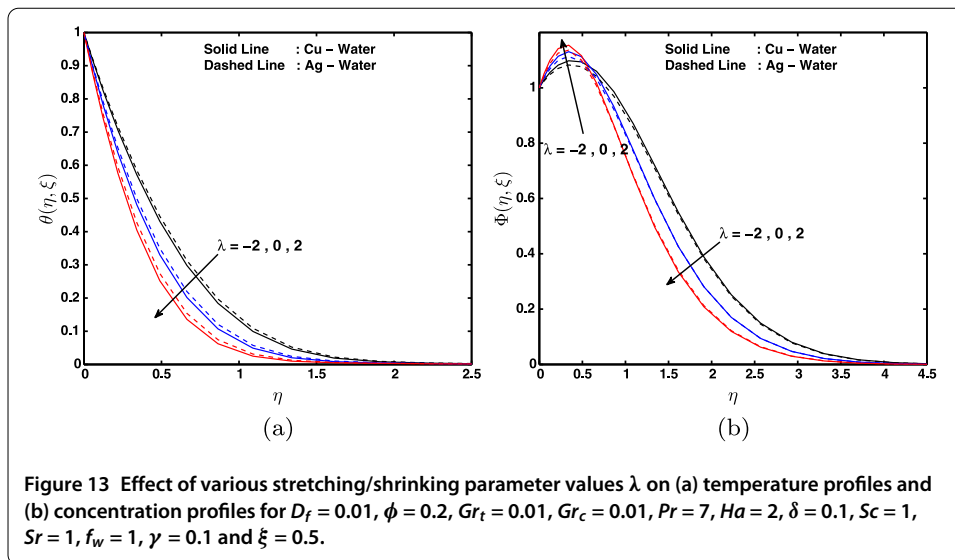 1
0.9
0.8
0.7
0.6
0.5
0.4
0.3
0.2
0.1
0
θ(η, ξ)
Solid Line : Cu − Water
Dashed Line : Ag − Water
λ = −2 , 0 , 2
0 0.5 1 1.5 2 2.5
η
(a)
1
0.8
0.6
0.4
0.2
0
Φ(η, ξ)
Solid Line : Cu − Water
Dashed Line : Ag − Water
λ = −2 , 0 , 2
λ = −2 , 0 , 2
0 0.5 1 1.5 2 2.5 3 3.5 4 4.5
η
(b)
Figure 13 Effect of various stretching/shrinking parameter values λ on (a) temperature profiles and
(b) concentration profiles for D_f = 0.01, ϕ = 0.2, Gr_t = 0.01, Gr_c = 0.01, Pr = 7, Ha = 2, δ = 0.1, Sc = 1,
Sr = 1, f_w = 1, γ = 0.1 and ξ = 0.5.